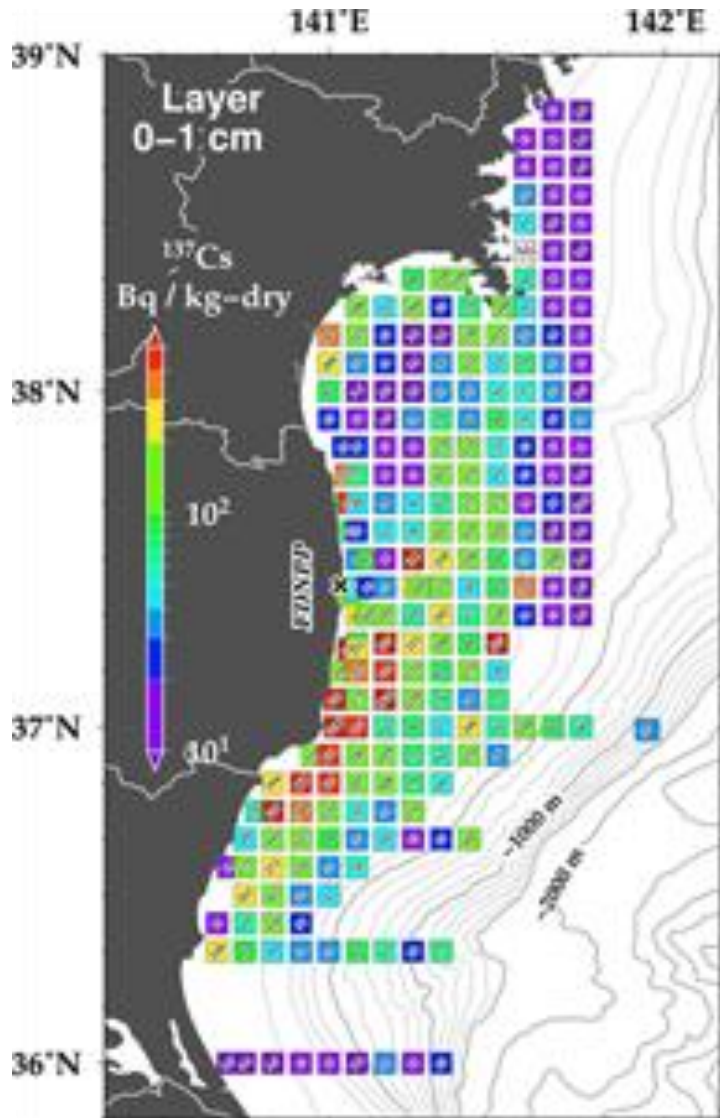 141°E 142°E
39°N
Layer
0–1 cm
137Cs
Bq / kg–dry
38°N
10²
FDNPP
37°N
10¹
–1000 m
–2000 m
36°N